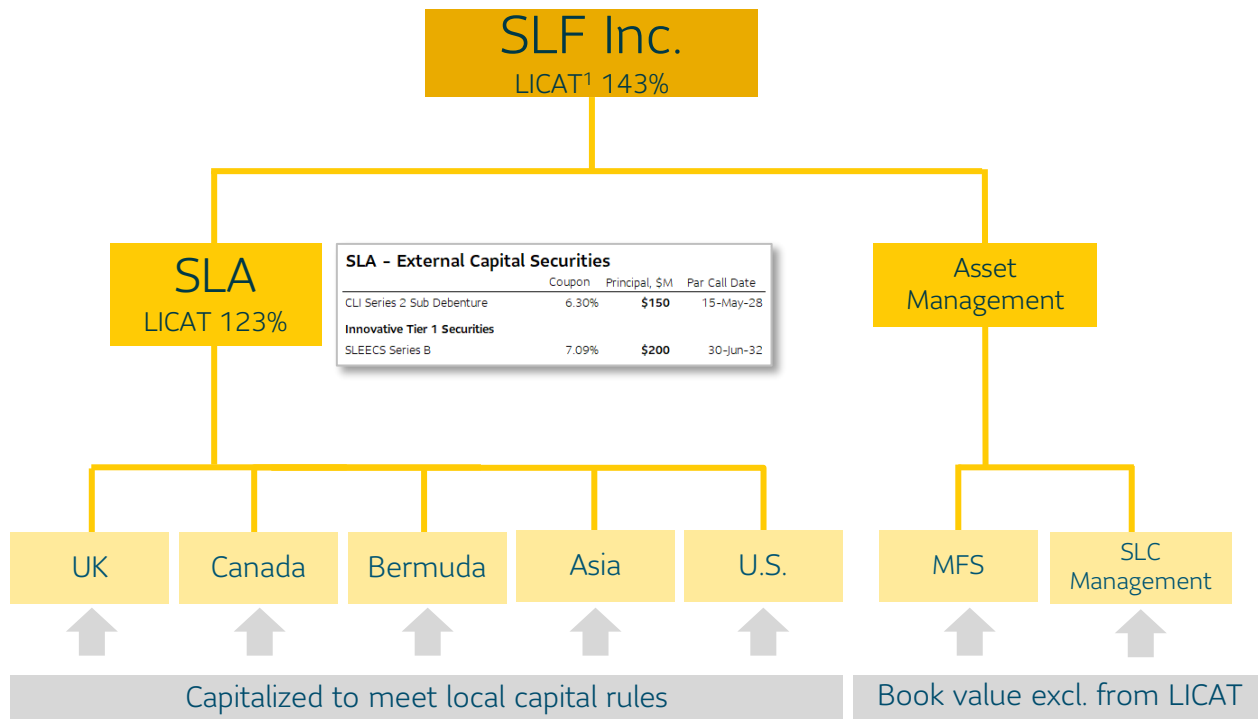 SLF Inc.
LICAT¹ 143%
SLA
LICAT 123%
SLA – External Capital Securities
Coupon Principal, $M Par Call Date
CLI Series 2 Sub Debenture 6.30% $150 15-May-28
Innovative Tier 1 Securities
SLEECS Series B 7.09% $200 30-Jun-32
Asset
Management
UK
Canada
Bermuda
Asia
U.S.
MFS
SLC
Management
Capitalized to meet local capital rules
Book value excl. from LICAT